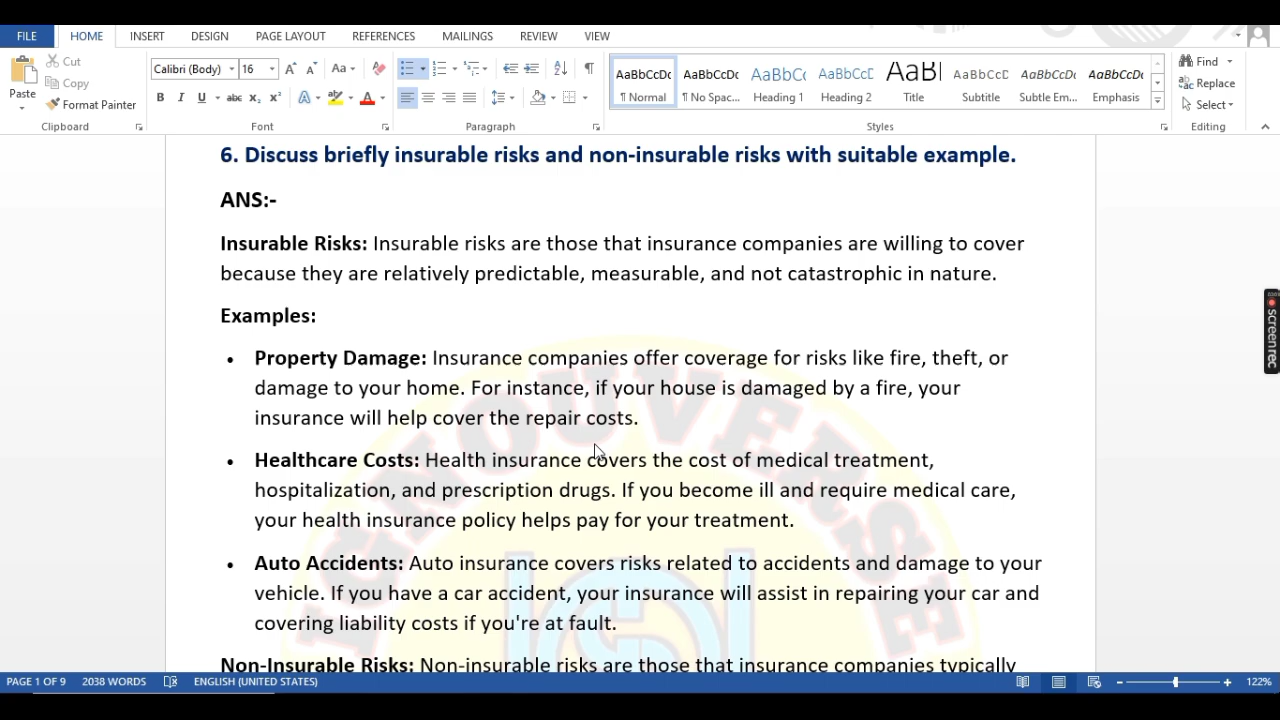 FILE HOME INSERT DESIGN PAGE LAYOUT REFERENCES MAILINGS REVIEW VIEW
Cut
Copy
Paste
Format Painter
Calibri (Body) 16
AaBbCcDc AaBbCcDc AaBbCc AaBbCcD AaBl AaBbCcD AaBbCcDc AaBbCcDc
¶ Normal ¶ No Spac... Heading 1 Heading 2 Title Subtitle Subtle Em... Emphasis
Find
Replace
Select
Clipboard Font Paragraph Styles Editing
6. Discuss briefly insurable risks and non-insurable risks with suitable example.
ANS:-
Insurable Risks: Insurable risks are those that insurance companies are willing to cover
because they are relatively predictable, measurable, and not catastrophic in nature.
Examples:
• Property Damage: Insurance companies offer coverage for risks like fire, theft, or
damage to your home. For instance, if your house is damaged by a fire, your
insurance will help cover the repair costs.
• Healthcare Costs: Health insurance covers the cost of medical treatment,
hospitalization, and prescription drugs. If you become ill and require medical care,
your health insurance policy helps pay for your treatment.
• Auto Accidents: Auto insurance covers risks related to accidents and damage to your
vehicle. If you have a car accident, your insurance will assist in repairing your car and
covering liability costs if you're at fault.
Non-Insurable Risks: Non-insurable risks are those that insurance companies typically
IGNOUVERSE
screenrec
PAGE 1 OF 9 2038 WORDS ENGLISH (UNITED STATES) 122%